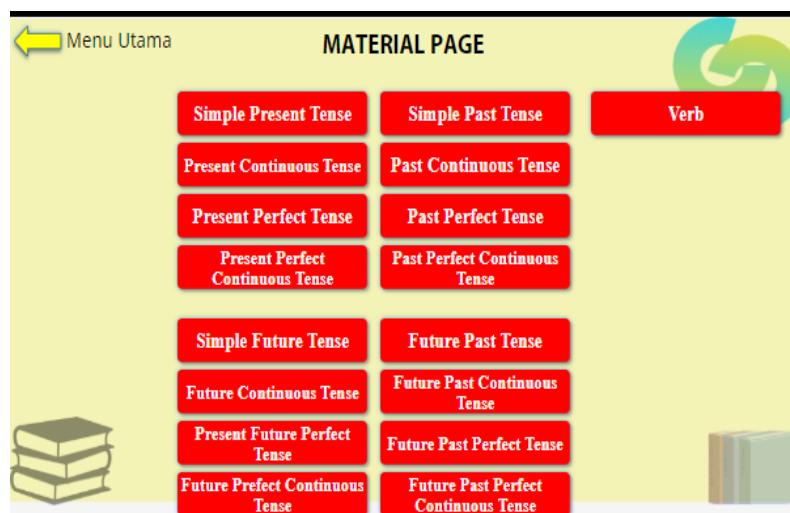 Menu Utama
MATERIAL PAGE
Simple Present Tense
Simple Past Tense
Verb
Present Continuous Tense
Past Continuous Tense
Present Perfect Tense
Past Perfect Tense
Present Perfect
Continuous Tense
Past Perfect Continuous
Tense
Simple Future Tense
Future Past Tense
Future Continuous Tense
Future Past Continuous
Tense
Present Future Perfect
Tense
Future Past Perfect Tense
Future Prefect Continuous
Tense
Future Past Perfect
Continuous Tense